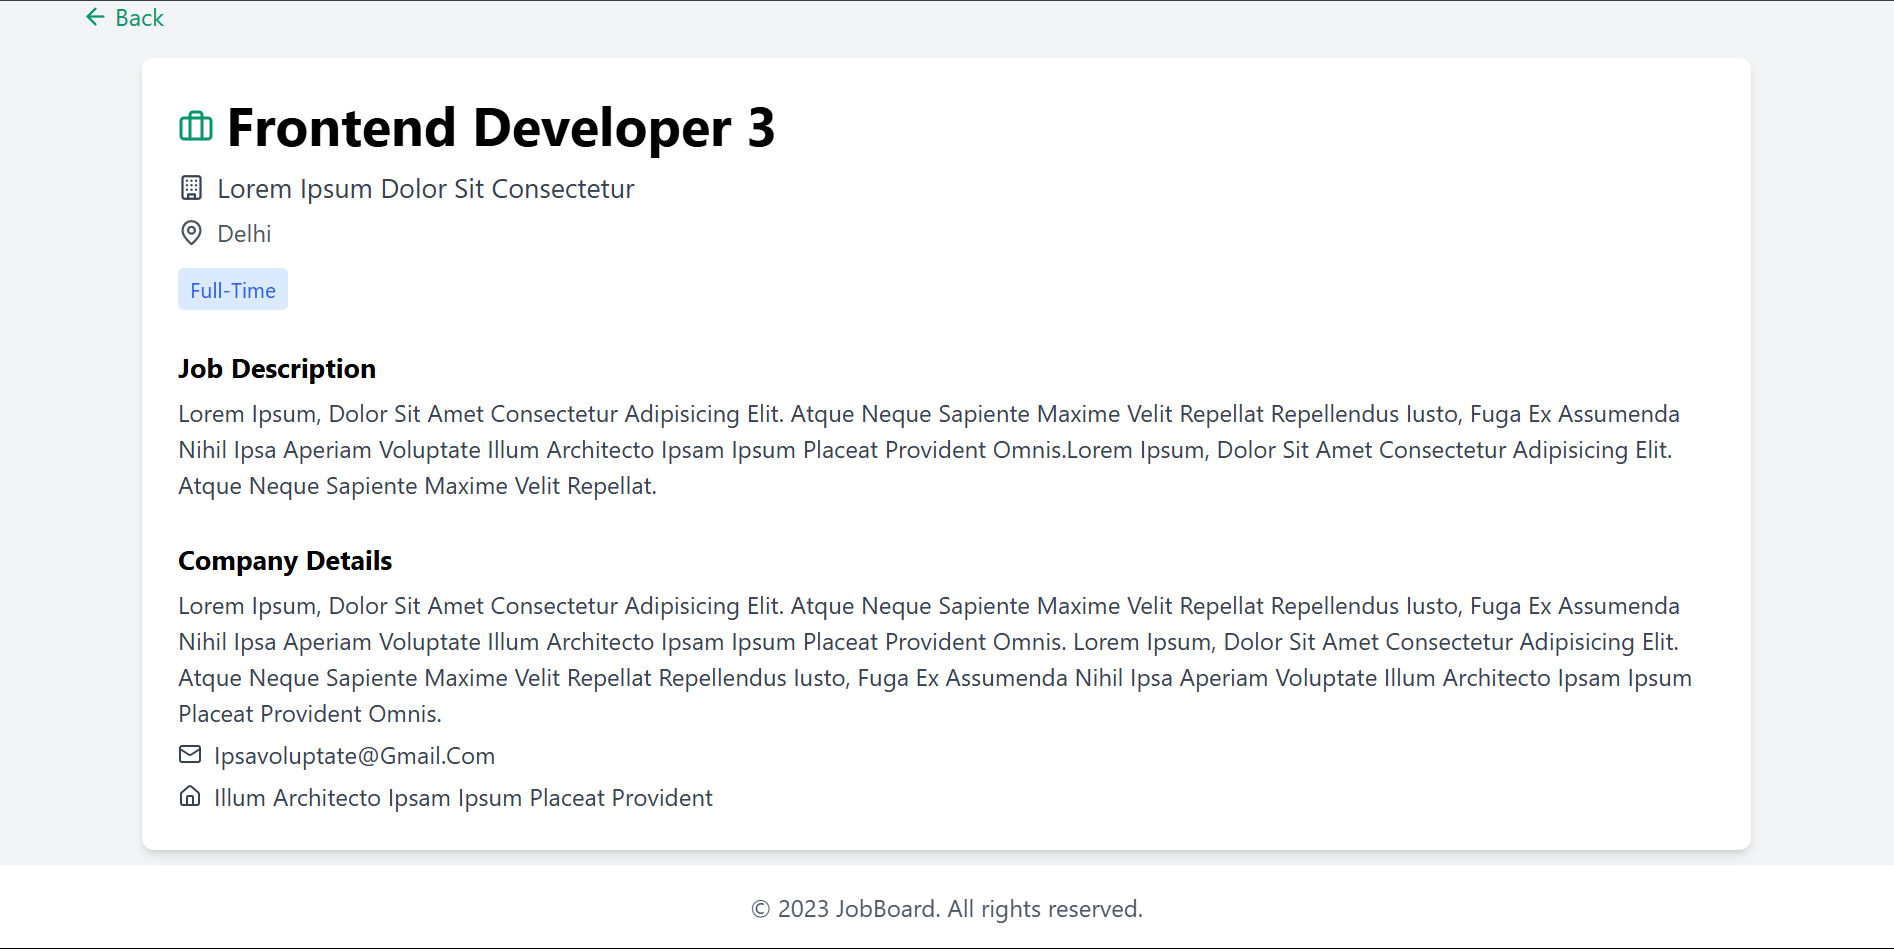 Back
Frontend Developer 3
Lorem Ipsum Dolor Sit Consectetur
Delhi
Full-Time
Job Description
Lorem Ipsum, Dolor Sit Amet Consectetur Adipisicing Elit. Atque Neque Sapiente Maxime Velit Repellat Repellendus Iusto, Fuga Ex Assumenda
Nihil Ipsa Aperiam Voluptate Illum Architecto Ipsam Ipsum Placeat Provident Omnis.Lorem Ipsum, Dolor Sit Amet Consectetur Adipisicing Elit.
Atque Neque Sapiente Maxime Velit Repellat.
Company Details
Lorem Ipsum, Dolor Sit Amet Consectetur Adipisicing Elit. Atque Neque Sapiente Maxime Velit Repellat Repellendus Iusto, Fuga Ex Assumenda
Nihil Ipsa Aperiam Voluptate Illum Architecto Ipsam Ipsum Placeat Provident Omnis. Lorem Ipsum, Dolor Sit Amet Consectetur Adipisicing Elit.
Atque Neque Sapiente Maxime Velit Repellat Repellendus Iusto, Fuga Ex Assumenda Nihil Ipsa Aperiam Voluptate Illum Architecto Ipsam Ipsum
Placeat Provident Omnis.
Ipsavoluptate@Gmail.Com
Illum Architecto Ipsam Ipsum Placeat Provident
© 2023 JobBoard. All rights reserved.